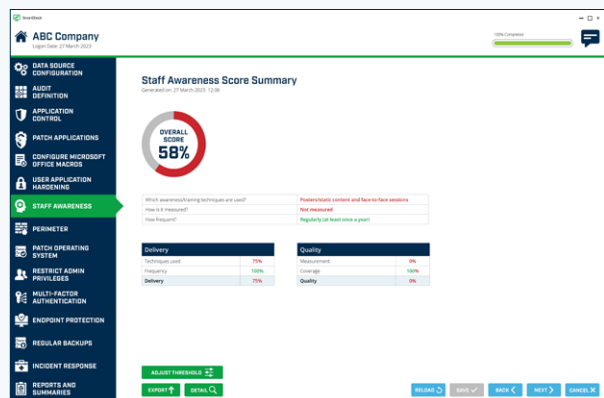 SmartCheck
ABC Company
Logon Date: 27 March 2023
100% Completed
DATA SOURCE
CONFIGURATION
AUDIT
DEFINITION
APPLICATION
CONTROL
PATCH APPLICATIONS
CONFIGURE MICROSOFT
OFFICE MACROS
USER APPLICATION
HARDENING
STAFF AWARENESS
PERIMETER
PATCH OPERATING
SYSTEM
RESTRICT ADMIN
PRIVILEGES
MULTI-FACTOR
AUTHENTICATION
ENDPOINT PROTECTION
REGULAR BACKUPS
INCIDENT RESPONSE
REPORTS AND
SUMMARIES
Staff Awareness Score Summary
Generated on: 27 March 2023 12:06
OVERALL
SCORE
58%
Which awareness/training techniques are used? Posters/static content and face-to-face sessions
How is it measured? Not measured
How frequent? Regularly (at least once a year)
Delivery
Techniques used 75%
Frequency 100%
Delivery 75%
Quality
Measurement 0%
Coverage 100%
Quality 0%
ADJUST THRESHOLD
EXPORT DETAIL
RELOAD SAVE BACK NEXT CANCEL